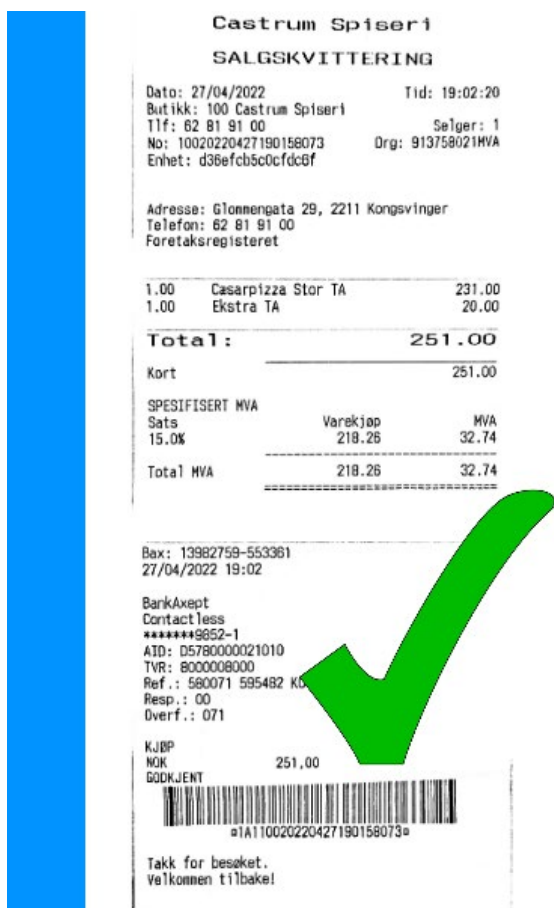 Castrum Spiseri
SALGSKVITTERING
Dato: 27/04/2022 Tid: 19:02:20
Butikk: 100 Castrum Spiseri
Tlf: 62 81 91 00 Selger: 1
No: 10020220427190158073 Org: 913758021MVA
Enhet: d36efcb5c0cfdc6f
Adresse: Glommengata 29, 2211 Kongsvinger
Telefon: 62 81 91 00
Foretaksregisteret
1.00 Casarpizza Stor TA 231.00
1.00 Ekstra TA 20.00
Total: 251.00
Kort 251.00
SPESIFISERT MVA
Sats Varekjøp MVA
15.0% 218.26 32.74
Total MVA 218.26 32.74
Bax: 13982759-553361
27/04/2022 19:02
BankAxept
Contactless
*******9852-1
AID: D5780000021010
TVR: 8000008000
Ref.: 580071 595482
Resp.: 00
Overf.: 071
KJØP
NOK 251,00
GODKJENT
¤1A110020220427190158073¤
Takk for besøket.
Velkommen tilbake!